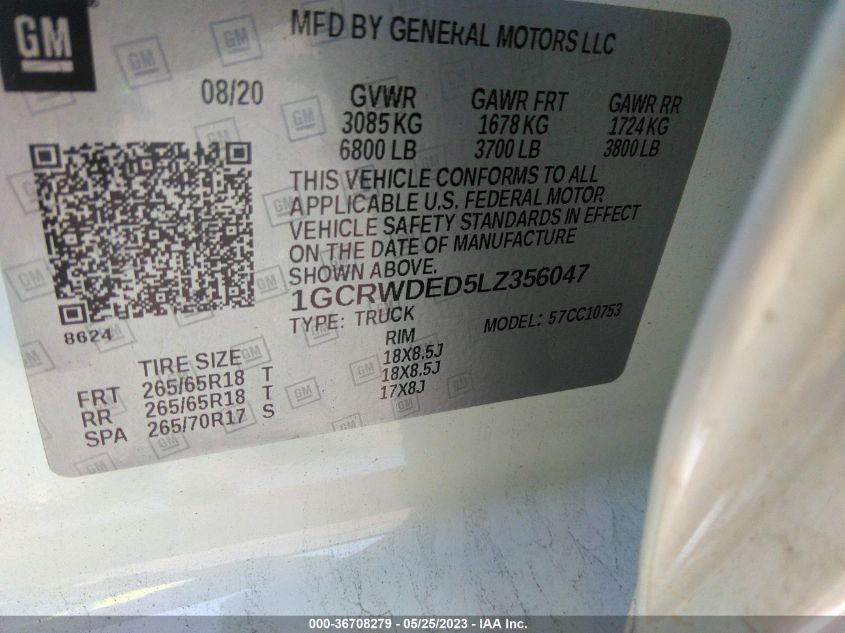 GM
MFD BY GENERAL MOTORS LLC
08/20 GVWR GAWR FRT GAWR RR
3085 KG 1678 KG 1724 KG
6800 LB 3700 LB 3800 LB
THIS VEHICLE CONFORMS TO ALL
APPLICABLE U.S. FEDERAL MOTOR
VEHICLE SAFETY STANDARDS IN EFFECT
ON THE DATE OF MANUFACTURE
SHOWN ABOVE.
1GCRWDED5LZ356047
8624 TYPE: TRUCK MODEL: 57CC10753
TIRE SIZE RIM
FRT 265/65R18 T 18X8.5J
RR 265/65R18 T 18X8.5J
SPA 265/70R17 S 17X8J
000-36708279 — 05/25/2023 — IAA Inc.